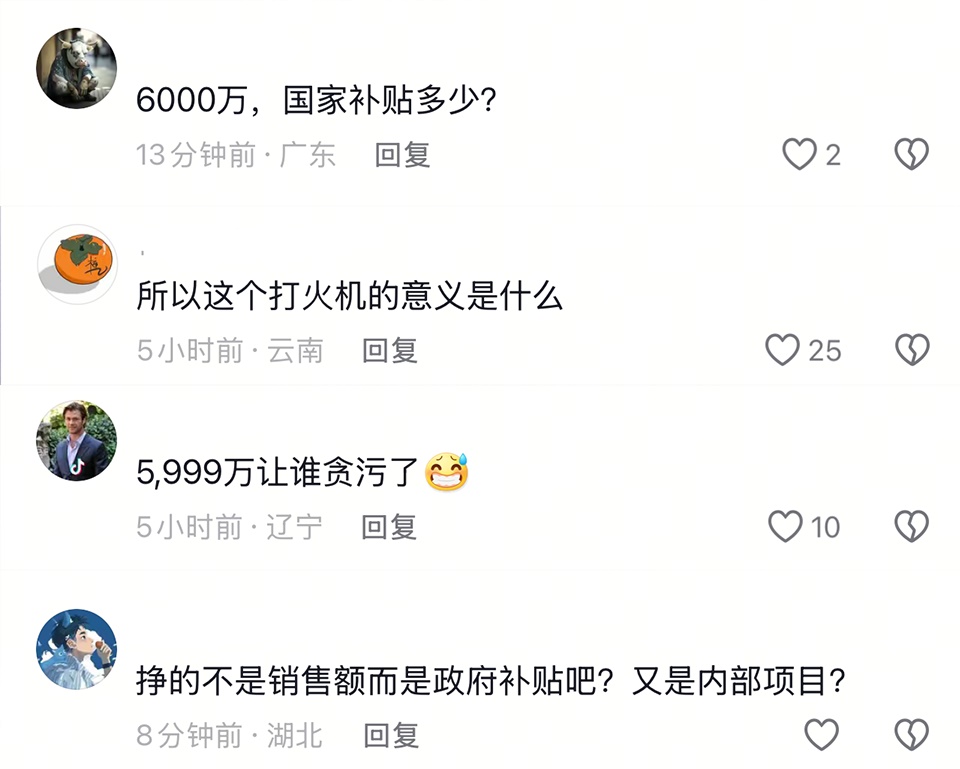 6000万，国家补贴多少？
13分钟前·广东 回复 2
所以这个打火机的意义是什么
5小时前·云南 回复 25
5,999万让谁贪污了😅
5小时前·辽宁 回复 10
挣的不是销售额而是政府补贴吧？又是内部项目？
8分钟前·湖北 回复